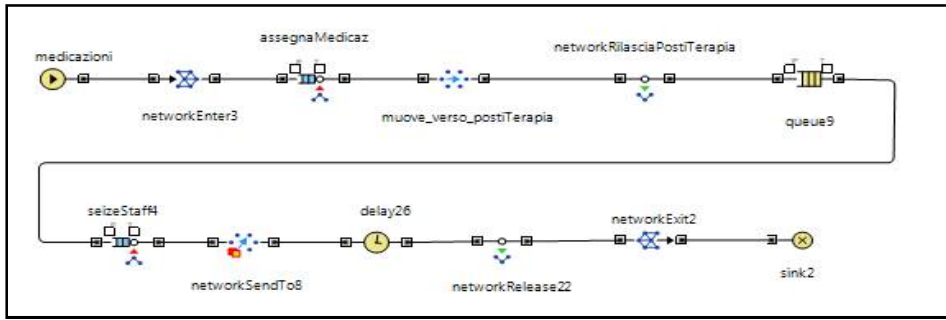 medicazioni
networkEnter3
assegnaMedicaz
muove_verso_postiTerapia
networkRilasciaPostiTerapia
queue9
seizeStaff4
networkSendTo8
delay26
networkRelease22
networkExit2
sink2